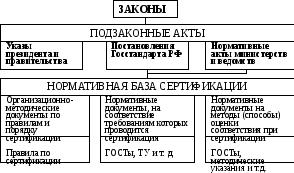 ЗАКОНЫ
ПОДЗАКОННЫЕ АКТЫ
Указы
президента и
правительства
Постановления
Госстандарта РФ
Нормативные
акты министерств
и ведомств
НОРМАТИВНАЯ БАЗА СЕРТИФИКАЦИИ
Организационно-
методические
документы по
правилам и
порядку
сертификации
Нормативные
документы, на
соответствие
требованиям которых
проводится
сертификация
Нормативные
документы на
методы (способы)
оценки
соответствия при
сертификации
Правила по
сертификации
ГОСТы, ТУ и т. д
ГОСТы,
методические
указания и т.д.